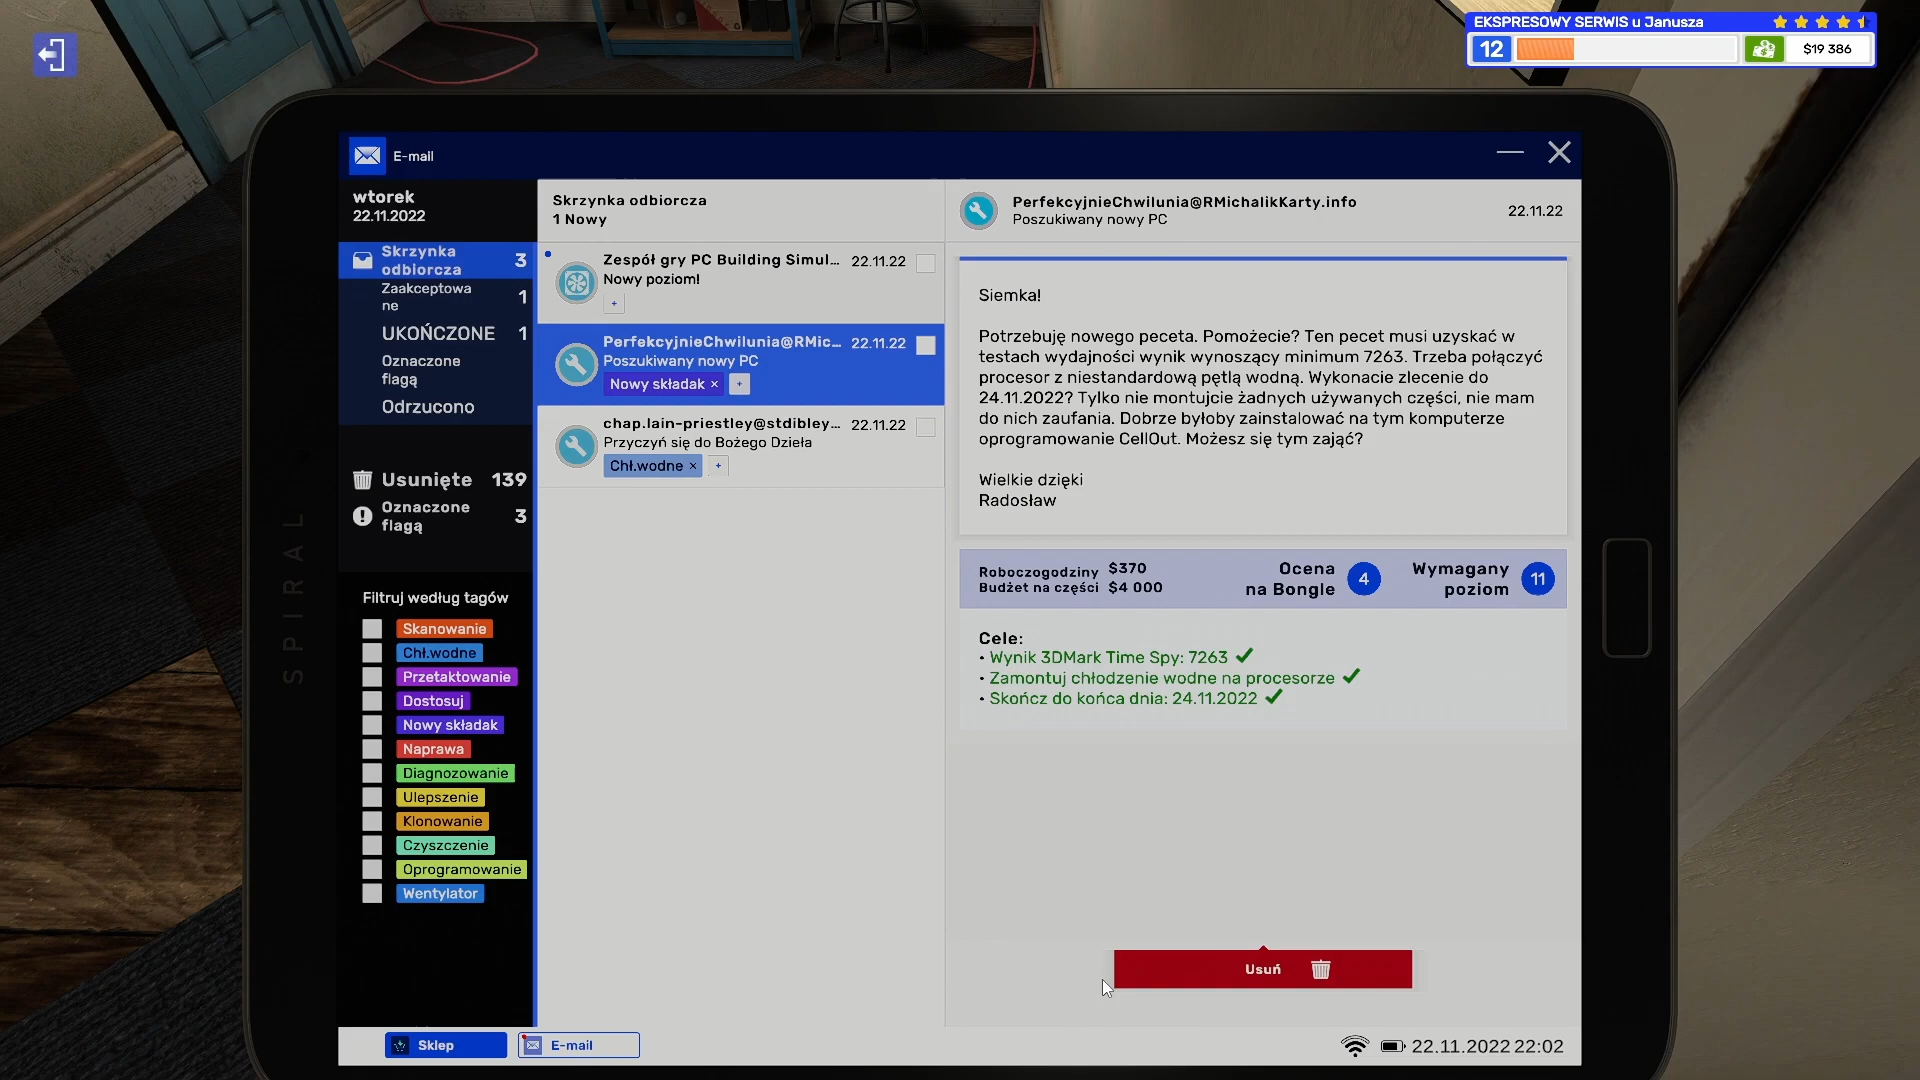 EKSPRESOWY SERWIS u Janusza
12
$19 386
E-mail
wtorek
22.11.2022
Skrzynka odbiorcza 3
Zaakceptowa
ne 1
UKOŃCZONE 1
Oznaczone
flagą
Odrzucono
Usunięte 139
Oznaczone
flagą 3
Filtruj według tagów
Skanowanie
Chł.wodne
Przetaktowanie
Dostosuj
Nowy składak
Naprawa
Diagnozowanie
Ulepszenie
Klonowanie
Czyszczenie
Oprogramowanie
Wentylator
Skrzynka odbiorcza
1 Nowy
Zespół gry PC Building Simul... 22.11.22
Nowy poziom!
+
PerfekcyjnieChwilunia@RMic... 22.11.22
Poszukiwany nowy PC
Nowy składak × +
chap.lain-priestley@stdibley... 22.11.22
Przyczyń się do Bożego Dzieła
Chł.wodne × +
PerfekcyjnieChwilunia@RMichalikKarty.info
Poszukiwany nowy PC
22.11.22
Siemka!
Potrzebuję nowego peceta. Pomożecie? Ten pecet musi uzyskać w
testach wydajności wynik wynoszący minimum 7263. Trzeba połączyć
procesor z niestandardową pętlą wodną. Wykonacie zlecenie do
24.11.2022? Tylko nie montujcie żadnych używanych części, nie mam
do nich zaufania. Dobrze byłoby zainstalować na tym komputerze
oprogramowanie CellOut. Możesz się tym zająć?
Wielkie dzięki
Radosław
Roboczogodziny $370
Budżet na części $4 000
Ocena
na Bongle 4
Wymagany
poziom 11
Cele:
• Wynik 3DMark Time Spy: 7263
• Zamontuj chłodzenie wodne na procesorze
• Skończ do końca dnia: 24.11.2022
Usuń
Sklep
E-mail
22.11.2022 22:02
SPIRAL